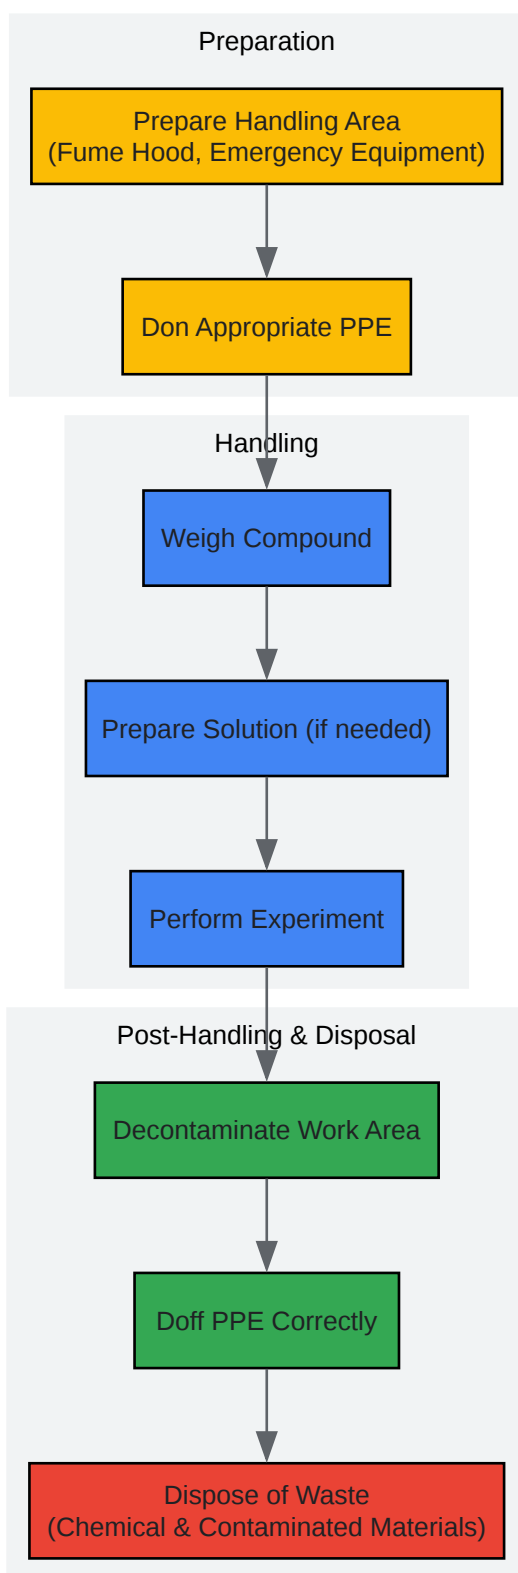 Preparation
Prepare Handling Area
(Fume Hood, Emergency Equipment)
Don Appropriate PPE
Handling
Weigh Compound
Prepare Solution (if needed)
Perform Experiment
Post-Handling & Disposal
Decontaminate Work Area
Doff PPE Correctly
Dispose of Waste
(Chemical & Contaminated Materials)